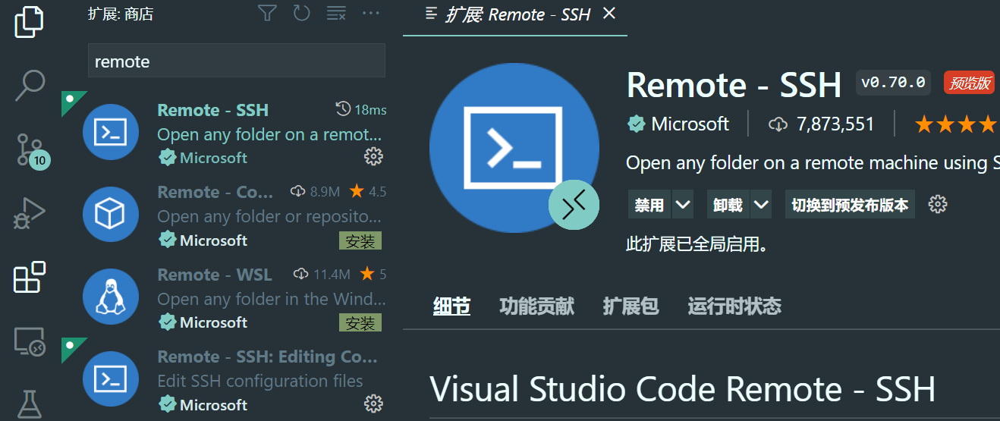 扩展: 商店
remote
Remote - SSH 18ms
Open any folder on a remot...
Microsoft
Remote - Co... 8.9M 4.5
Open any folder or reposito...
Microsoft 安装
Remote - WSL 11.4M 5
Open any folder in the Wind...
Microsoft 安装
Remote - SSH: Editing Co...
Edit SSH configuration files
Microsoft
10
扩展: Remote - SSH
Remote - SSH v0.70.0 预览版
Microsoft 7,873,551
Open any folder on a remote machine using S
禁用 卸载 切换到预发布版本
此扩展已全局启用。
细节 功能贡献 扩展包 运行时状态
Visual Studio Code Remote - SSH